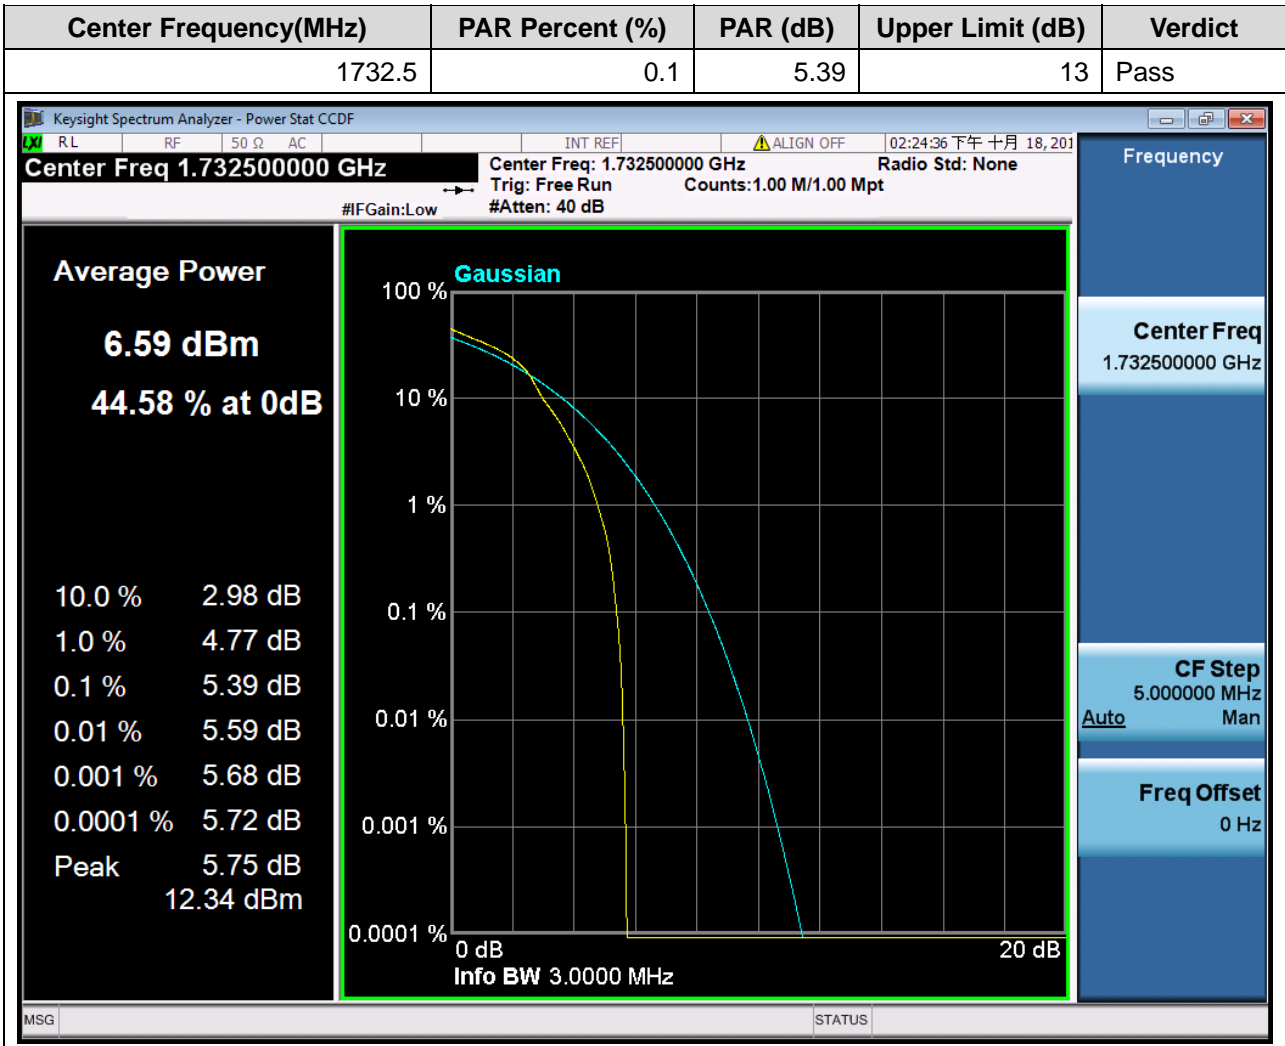 Center Frequency(MHz) PAR Percent (%) PAR (dB) Upper Limit (dB) Verdict
1732.5 0.1 5.39 13 Pass
Keysight Spectrum Analyzer - Power Stat CCDF
LXI RL RF 50 Ω AC INT REF ALIGN OFF 02:24:36 下午 十月 18, 201
Center Freq 1.732500000 GHz
Center Freq: 1.732500000 GHz Radio Std: None
Trig: Free Run Counts:1.00 M/1.00 Mpt
#IFGain:Low #Atten: 40 dB
Frequency
Average Power
6.59 dBm
44.58 % at 0dB
10.0 % 2.98 dB
1.0 % 4.77 dB
0.1 % 5.39 dB
0.01 % 5.59 dB
0.001 % 5.68 dB
0.0001 % 5.72 dB
Peak 5.75 dB
12.34 dBm
Gaussian
100 %
10 %
1 %
0.1 %
0.01 %
0.001 %
0.0001 %
0 dB 20 dB
Info BW 3.0000 MHz
Center Freq
1.732500000 GHz
CF Step
5.000000 MHz
Auto Man
Freq Offset
0 Hz
MSG STATUS